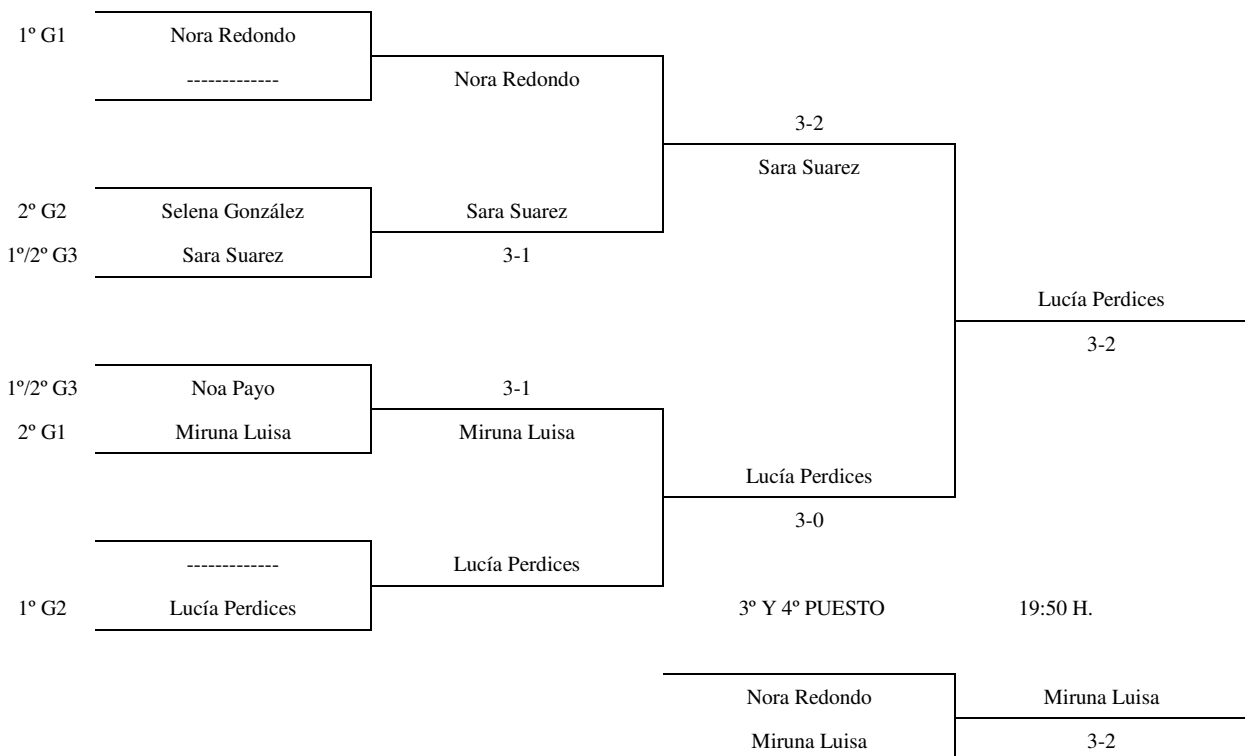 1º G1 Nora Redondo
------------- Nora Redondo
3-2
Sara Suarez
2º G2 Selena González Sara Suarez
1º/2º G3 Sara Suarez 3-1
Lucía Perdices
3-2
1º/2º G3 Noa Payo 3-1
2º G1 Miruna Luisa Miruna Luisa
Lucía Perdices
3-0
------------- Lucía Perdices
1º G2 Lucía Perdices 3º Y 4º PUESTO 19:50 H.
Nora Redondo Miruna Luisa
Miruna Luisa 3-2